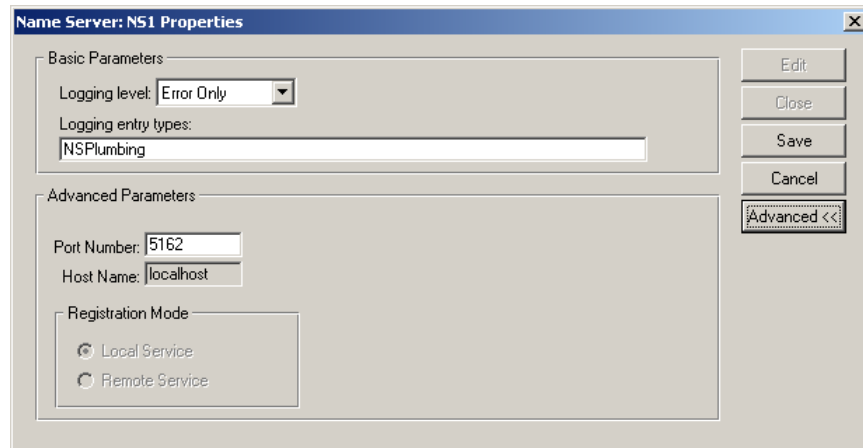 Name Server: NS1 Properties
Basic Parameters
Logging level: Error Only
Logging entry types:
NSPlumbing
Advanced Parameters
Port Number: 5162
Host Name: localhost
Registration Mode
Local Service
Remote Service
Edit
Close
Save
Cancel
Advanced <<